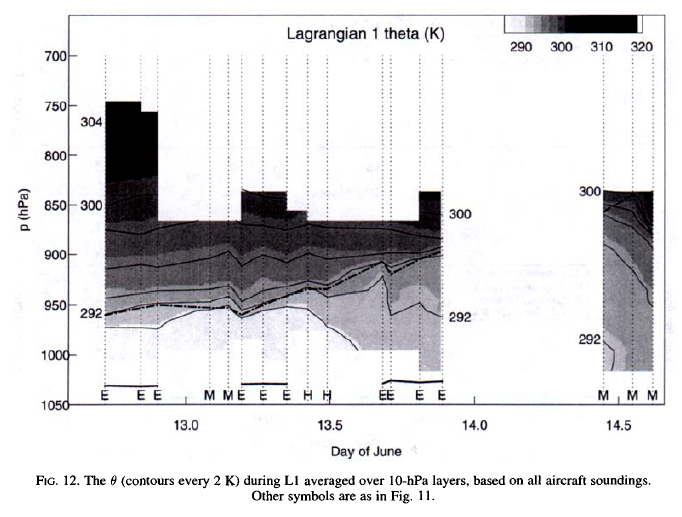 Lagrangian 1 theta (K)
290 300 310 320
700
750
800
850
900
950
1000
1050
p (hPa)
304
300
292
300
292
300
292
E E E M M E E E H H E E E E M M M
13.0 13.5 14.0 14.5
Day of June
FIG. 12. The θ (contours every 2 K) during L1 averaged over 10-hPa layers, based on all aircraft soundings.
Other symbols are as in Fig. 11.